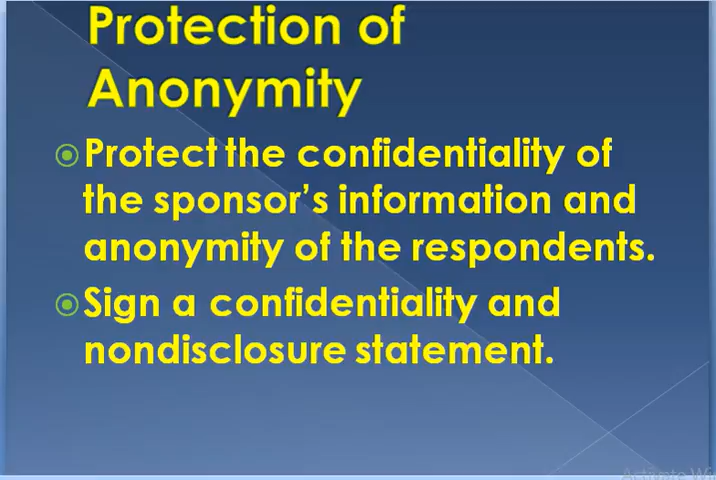 Protection of
Anonymity
Protect the confidentiality of
the sponsor's information and
anonymity of the respondents.
Sign a confidentiality and
nondisclosure statement.